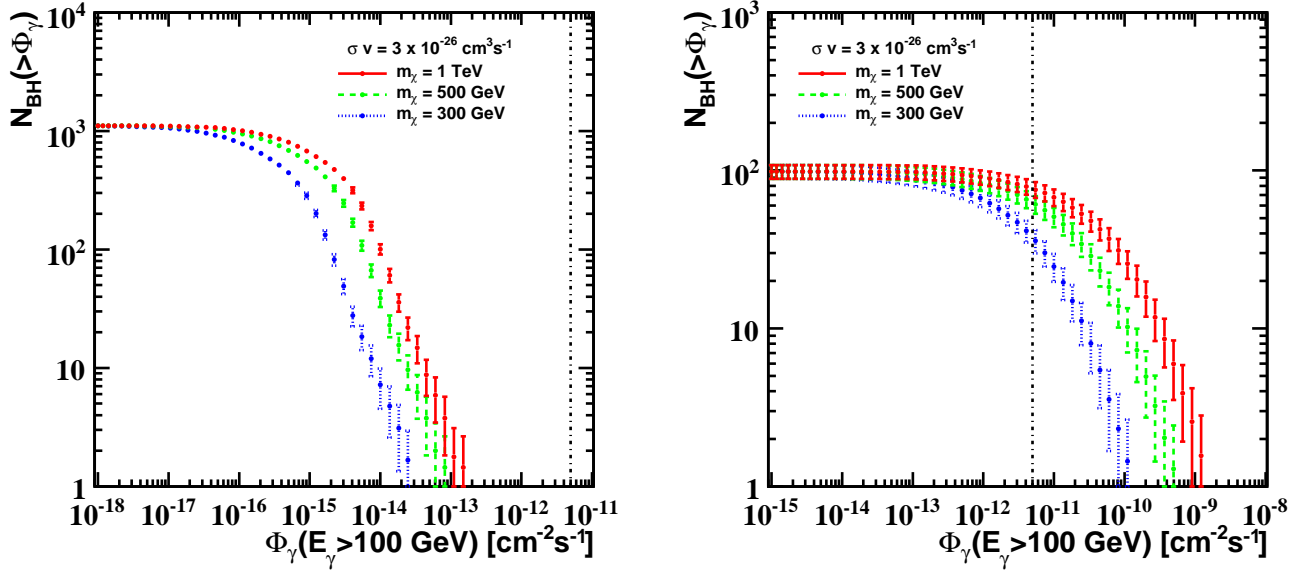 N_BH(>Φ_γ)
10⁴
10³
10²
10
1
σ v = 3 x 10⁻²⁶ cm³s⁻¹
m_χ = 1 TeV
m_χ = 500 GeV
m_χ = 300 GeV
10⁻¹⁸ 10⁻¹⁷ 10⁻¹⁶ 10⁻¹⁵ 10⁻¹⁴ 10⁻¹³ 10⁻¹² 10⁻¹¹
Φ_γ(E_γ>100 GeV) [cm⁻²s⁻¹]
N_BH(>Φ_γ)
10³
10²
10
1
σ v = 3 x 10⁻²⁶ cm³s⁻¹
m_χ = 1 TeV
m_χ = 500 GeV
m_χ = 300 GeV
10⁻¹⁵ 10⁻¹⁴ 10⁻¹³ 10⁻¹² 10⁻¹¹ 10⁻¹⁰ 10⁻⁹ 10⁻⁸
Φ_γ(E_γ>100 GeV) [cm⁻²s⁻¹]